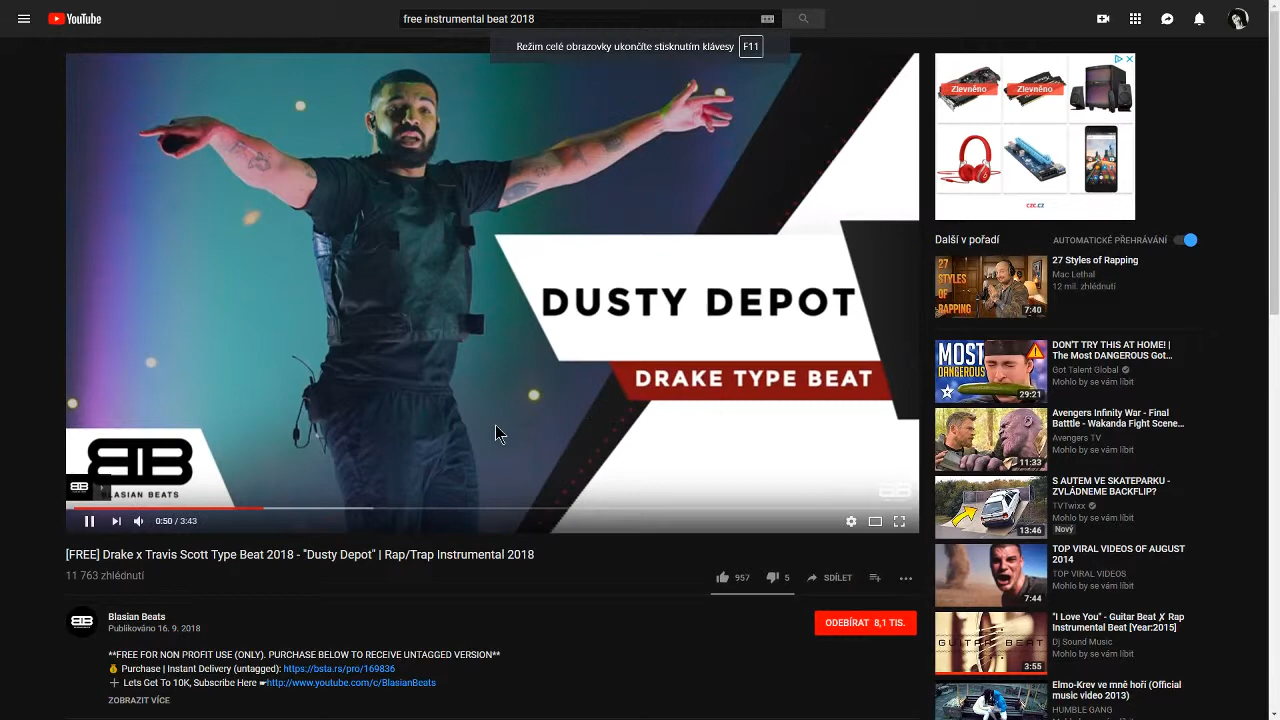 YouTube
free instrumental beat 2018
Režim celé obrazovky ukončíte stisknutím klávesy F11
DUSTY DEPOT
DRAKE TYPE BEAT
BB
BLASIAN BEATS
BB
0:50 / 3:43
[FREE] Drake x Travis Scott Type Beat 2018 - "Dusty Depot" | Rap/Trap Instrumental 2018
11 763 zhlédnutí
957
5
SDÍLET
BB
Blasian Beats
Publikováno 16. 9. 2018
ODEBÍRAT 8,1 TIS.
**FREE FOR NON PROFIT USE (ONLY). PURCHASE BELOW TO RECEIVE UNTAGGED VERSION**
💰 Purchase | Instant Delivery (untagged): https://bsta.rs/pro/169836
➕ Lets Get To 10K, Subscribe Here ☛http://www.youtube.com/c/BlasianBeats
ZOBRAZIT VÍCE
Zlevněno
Zlevněno
CZC.CZ
Další v pořadí
AUTOMATICKÉ PŘEHRÁVÁNÍ
27
STYLES
OF
RAPPING
7:40
27 Styles of Rapping
Mac Lethal
12 mil. zhlédnutí
MOST
DANGEROUS
29:21
DON'T TRY THIS AT HOME! |
The Most DANGEROUS Got...
Got Talent Global
Mohlo by se vám líbit
11:33
Avengers Infinity War - Final
Batttle - Wakanda Fight Scene...
Avengers TV
Mohlo by se vám líbit
13:46
S AUTEM VE SKATEPARKU -
ZVLÁDNEME BACKFLIP?
TVTwixx
Mohlo by se vám líbit
Nový
7:44
TOP VIRAL VIDEOS OF AUGUST
2014
TOP VIRAL VIDEOS
Mohlo by se vám líbit
GUITAR BEAT
3:55
"I Love You" - Guitar Beat ✗ Rap
Instrumental Beat [Year:2015]
Dj Sound Music
Mohlo by se vám líbit
Elmo-Krev ve mně hoří (Official
music video 2013)
HUMBLE GANG